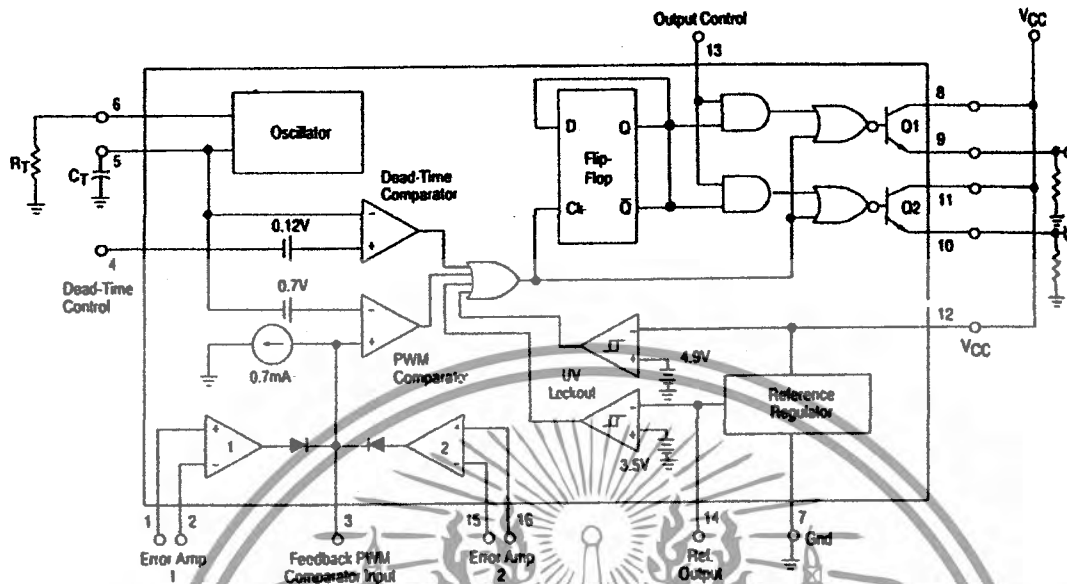 Output Control
13
VCC
6
Oscillator
5
RT
CT
D
Q
Flip-
Flop
Ck
Q̅
Q1
8
9
Q2
11
10
Dead-Time
Comparator
0.12V
4
Dead-Time
Control
0.7V
0.7mA
PWM
Comparator
UV
Lockout
4.9V
3.5V
12
VCC
Reference
Regulator
1
2
1
2
3
15
16
14
7
Gnd
Error Amp
1
Feedback PWM
Comparator Input
Error Amp
2
Ref.
Output